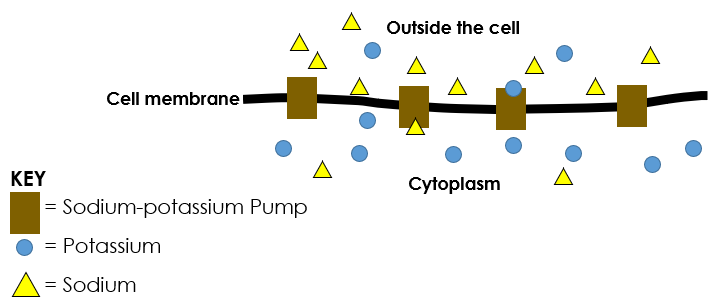 Outside the cell
Cell membrane
Cytoplasm
KEY
= Sodium-potassium Pump
= Potassium
= Sodium